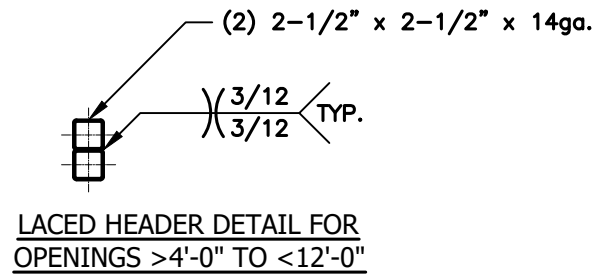 (2) 2-1/2" x 2-1/2" x 14ga.
3/12
3/12
TYP.
LACED HEADER DETAIL FOR
OPENINGS >4'-0" TO <12'-0"